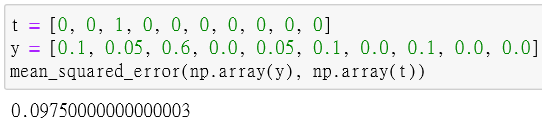 t = [0, 0, 1, 0, 0, 0, 0, 0, 0, 0]
y = [0.1, 0.05, 0.6, 0.0, 0.05, 0.1, 0.0, 0.1, 0.0, 0.0]
mean_squared_error(np.array(y), np.array(t))
0.09750000000000003